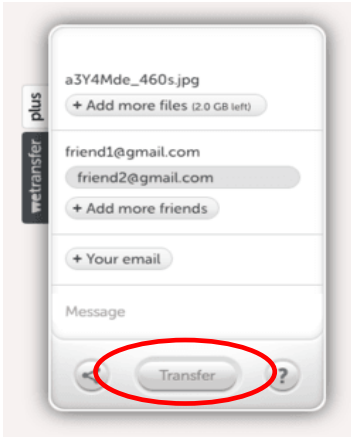 a3Y4Mde_460s.jpg
+ Add more files (2.0 GB left)
plus
wetransfer
friend1@gmail.com
friend2@gmail.com
+ Add more friends
+ Your email
Message
Transfer
?